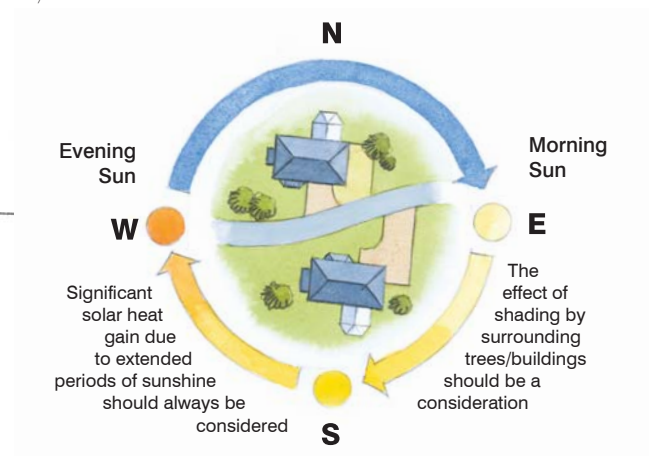 N
Evening
Sun
Morning
Sun
W
E
Significant
solar heat
gain due
to extended
periods of sunshine
should always be
considered
The
effect of
shading by
surrounding
trees/buildings
should be a
consideration
S